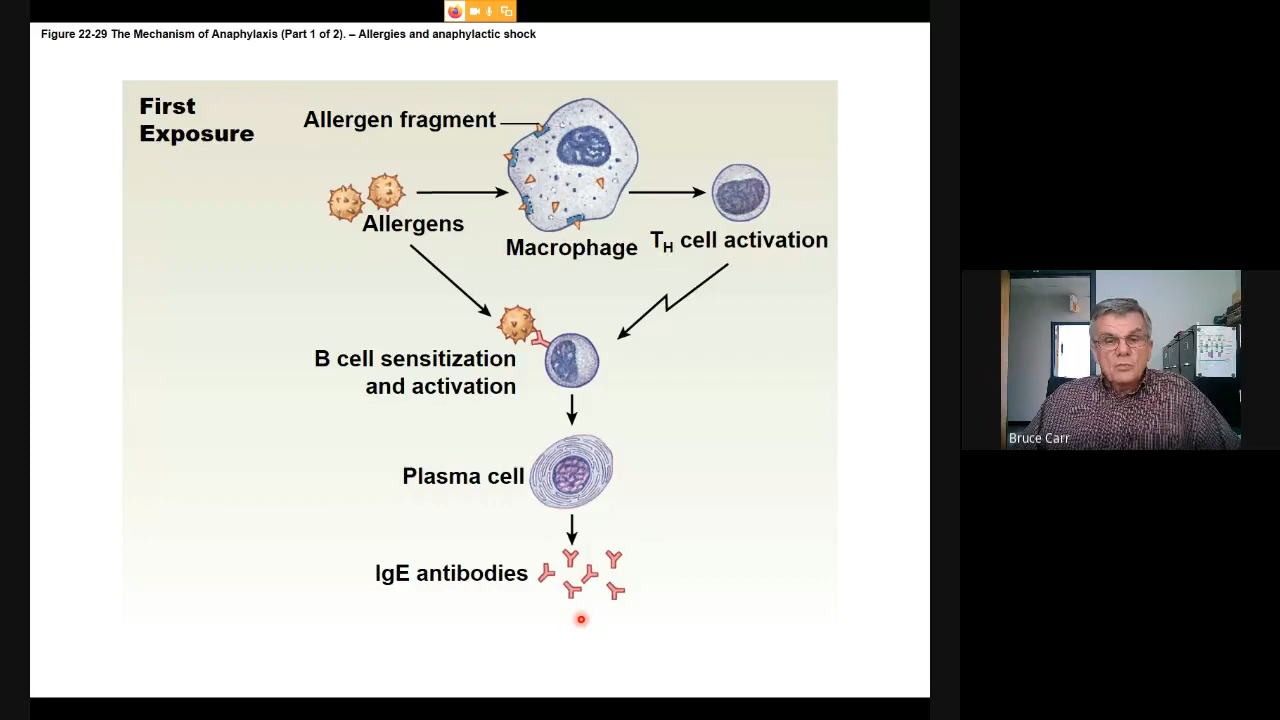 Figure 22-29 The Mechanism of Anaphylaxis (Part 1 of 2). – Allergies and anaphylactic shock
First
Exposure
Allergen fragment
Allergens
Macrophage
TH cell activation
B cell sensitization
and activation
Plasma cell
IgE antibodies
Bruce Carr